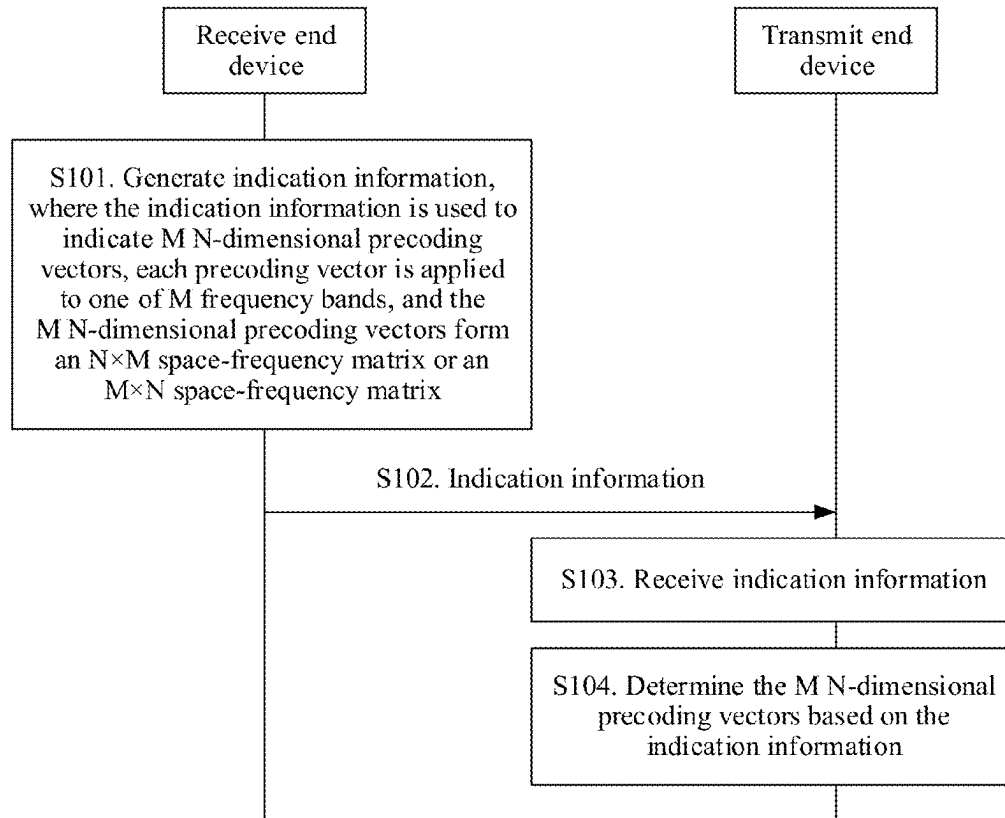 Receive end
device
Transmit end
device
S101. Generate indication information,
where the indication information is used to
indicate M N-dimensional precoding
vectors, each precoding vector is applied
to one of M frequency bands, and the
M N-dimensional precoding vectors form
an N×M space-frequency matrix or an
M×N space-frequency matrix
S102. Indication information
S103. Receive indication information
S104. Determine the M N-dimensional
precoding vectors based on the
indication information